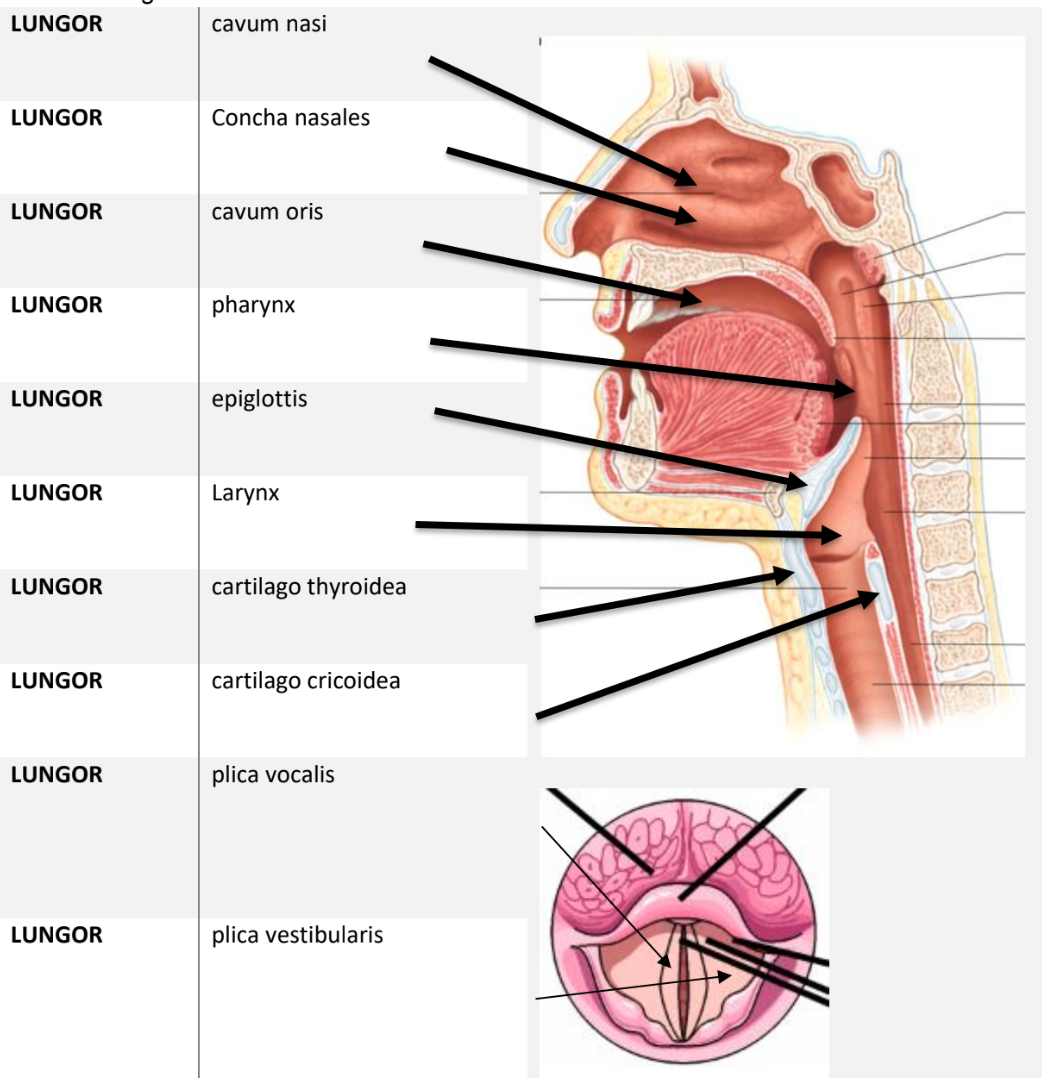 LUNGOR cavum nasi
LUNGOR Concha nasales
LUNGOR cavum oris
LUNGOR pharynx
LUNGOR epiglottis
LUNGOR Larynx
LUNGOR cartilago thyroidea
LUNGOR cartilago cricoidea
LUNGOR plica vocalis
LUNGOR plica vestibularis